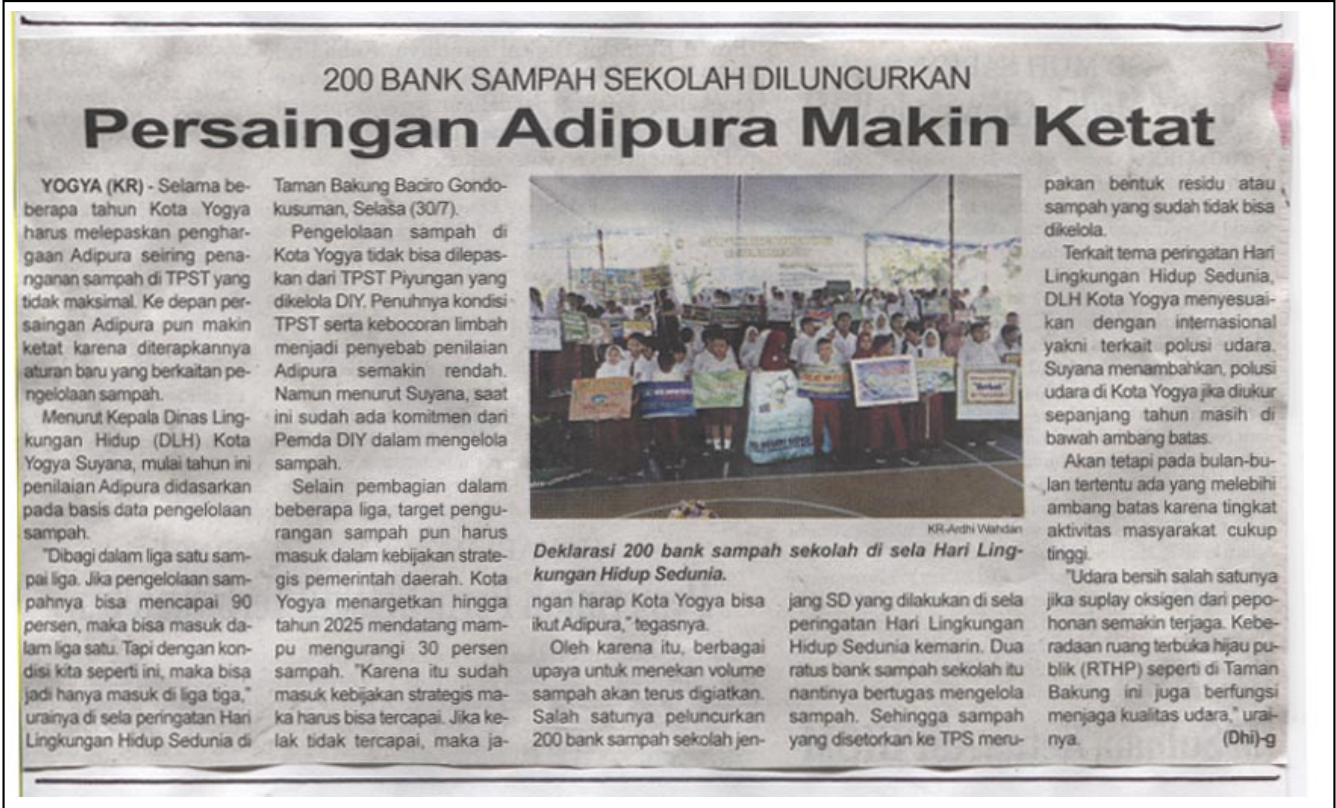 200 BANK SAMPAH SEKOLAH DILUNCURKAN
Persaingan Adipura Makin Ketat
YOGYA (KR) - Selama be-
berapa tahun Kota Yogya
harus melepaskan penghar-
gaan Adipura seiring pena-
nganan sampah di TPST yang
tidak maksimal. Ke depan per-
saingan Adipura pun makin
ketat karena diterapkannya
aturan baru yang berkaitan pe-
ngelolaan sampah.
Menurut Kepala Dinas Ling-
kungan Hidup (DLH) Kota
Yogya Suyana, mulai tahun ini
penilaian Adipura didasarkan
pada basis data pengelolaan
sampah.
"Dibagi dalam liga satu sam-
pai liga. Jika pengelolaan sam-
pahnya bisa mencapai 90
persen, maka bisa masuk da-
lam liga satu. Tapi dengan kon-
disi kita seperti ini, maka bisa
jadi hanya masuk di liga tiga,"
urainya di sela peringatan Hari
Lingkungan Hidup Sedunia di
Taman Bakung Baciro Gondo-
kusuman, Selasa (30/7).
Pengelolaan sampah di
Kota Yogya tidak bisa dilepas-
kan dari TPST Piyungan yang
dikelola DIY. Penuhnya kondisi
TPST serta kebocoran limbah
menjadi penyebab penilaian
Adipura semakin rendah.
Namun menurut Suyana, saat
ini sudah ada komitmen dari
Pemda DIY dalam mengelola
sampah.
Selain pembagian dalam
beberapa liga, target pengu-
rangan sampah pun harus
masuk dalam kebijakan strate-
gis pemerintah daerah. Kota
Yogya menargetkan hingga
tahun 2025 mendatang mam-
pu mengurangi 30 persen
sampah. "Karena itu sudah
masuk kebijakan strategis ma-
ka harus bisa tercapai. Jika ke-
lak tidak tercapai, maka ja-
KR-Ardhi Wahdan
Deklarasi 200 bank sampah sekolah di sela Hari Ling-
kungan Hidup Sedunia.
ngan harap Kota Yogya bisa
ikut Adipura," tegasnya.
Oleh karena itu, berbagai
upaya untuk menekan volume
sampah akan terus digiatkan.
Salah satunya peluncurkan
200 bank sampah sekolah jen-
jang SD yang dilakukan di sela
peringatan Hari Lingkungan
Hidup Sedunia kemarin. Dua
ratus bank sampah sekolah itu
nantinya bertugas mengelola
sampah. Sehingga sampah
yang disetorkan ke TPS meru-
pakan bentuk residu atau
sampah yang sudah tidak bisa
dikelola.
Terkait tema peringatan Hari
Lingkungan Hidup Sedunia,
DLH Kota Yogya menyesuai-
kan dengan internasional
yakni terkait polusi udara.
Suyana menambahkan, polusi
udara di Kota Yogya jika diukur
sepanjang tahun masih di
bawah ambang batas.
Akan tetapi pada bulan-bu-
lan tertentu ada yang melebihi
ambang batas karena tingkat
aktivitas masyarakat cukup
tinggi.
"Udara bersih salah satunya
jika suplay oksigen dari pepo-
honan semakin terjaga. Kebe-
radaan ruang terbuka hijau pu-
blik (RTHP) seperti di Taman
Bakung ini juga berfungsi
menjaga kualitas udara," urai-
nya. (Dhi)-g